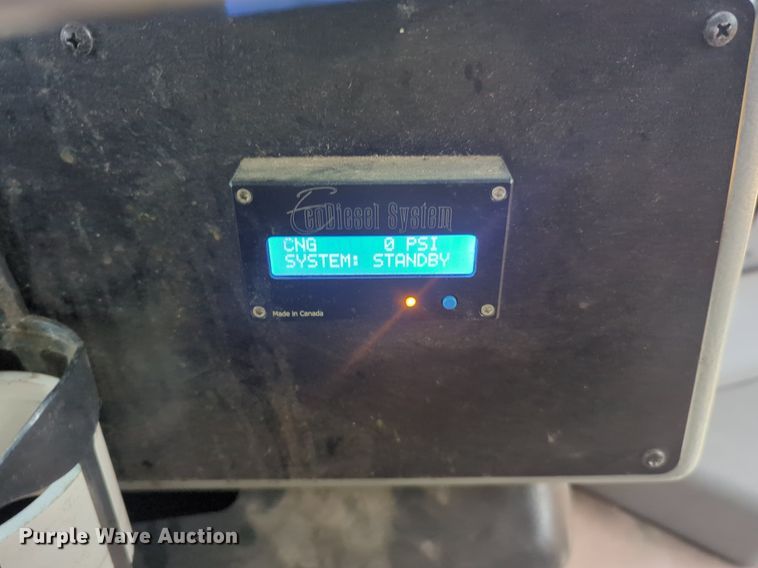 EcoDiesel System
CNG 0 PSI
SYSTEM: STANDBY
Made in Canada
Purple Wave Auction